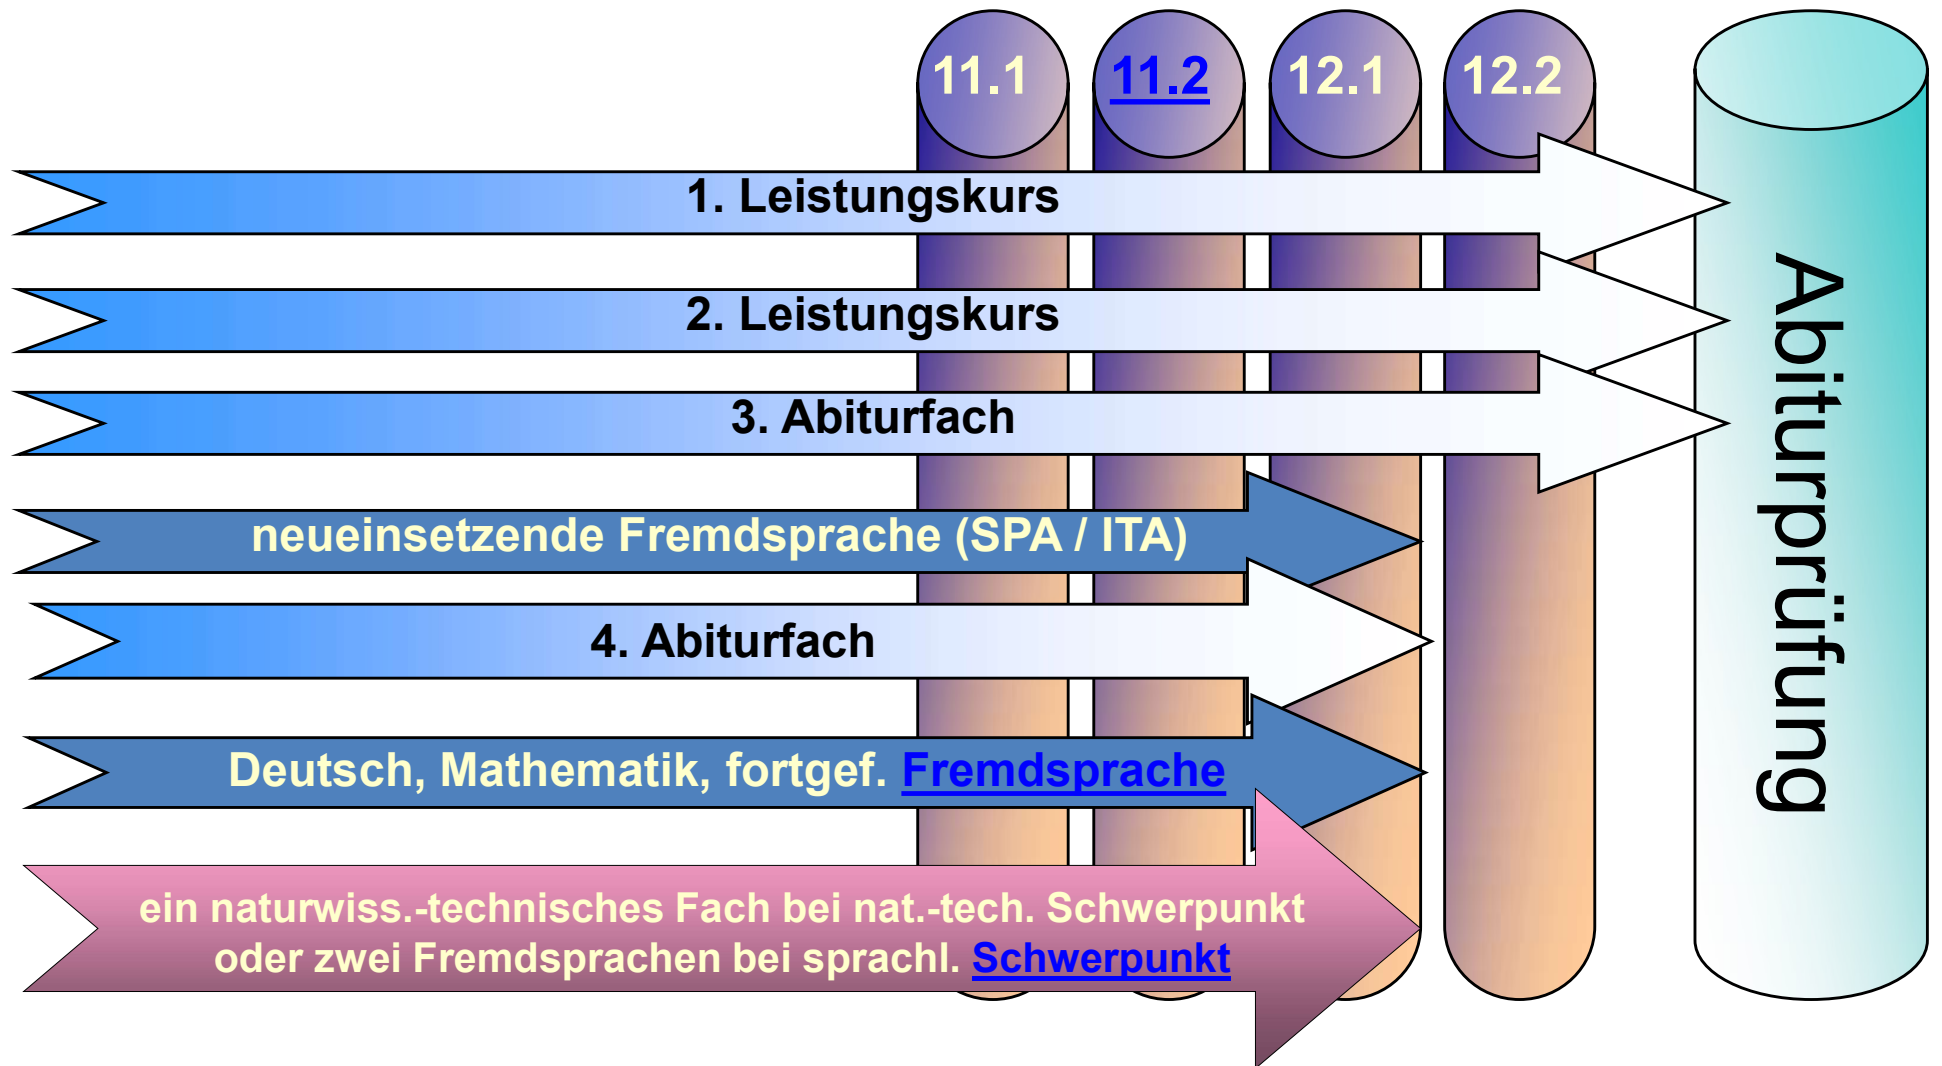 11.1
11.2
12.1
12.2
1. Leistungskurs
2. Leistungskurs
3. Abiturfach
neueinsetzende Fremdsprache (SPA / ITA)
4. Abiturfach
Deutsch, Mathematik, fortgef. Fremdsprache
ein naturwiss.-technisches Fach bei nat.-tech. Schwerpunkt
oder zwei Fremdsprachen bei sprachl. Schwerpunkt
Abiturprüfung